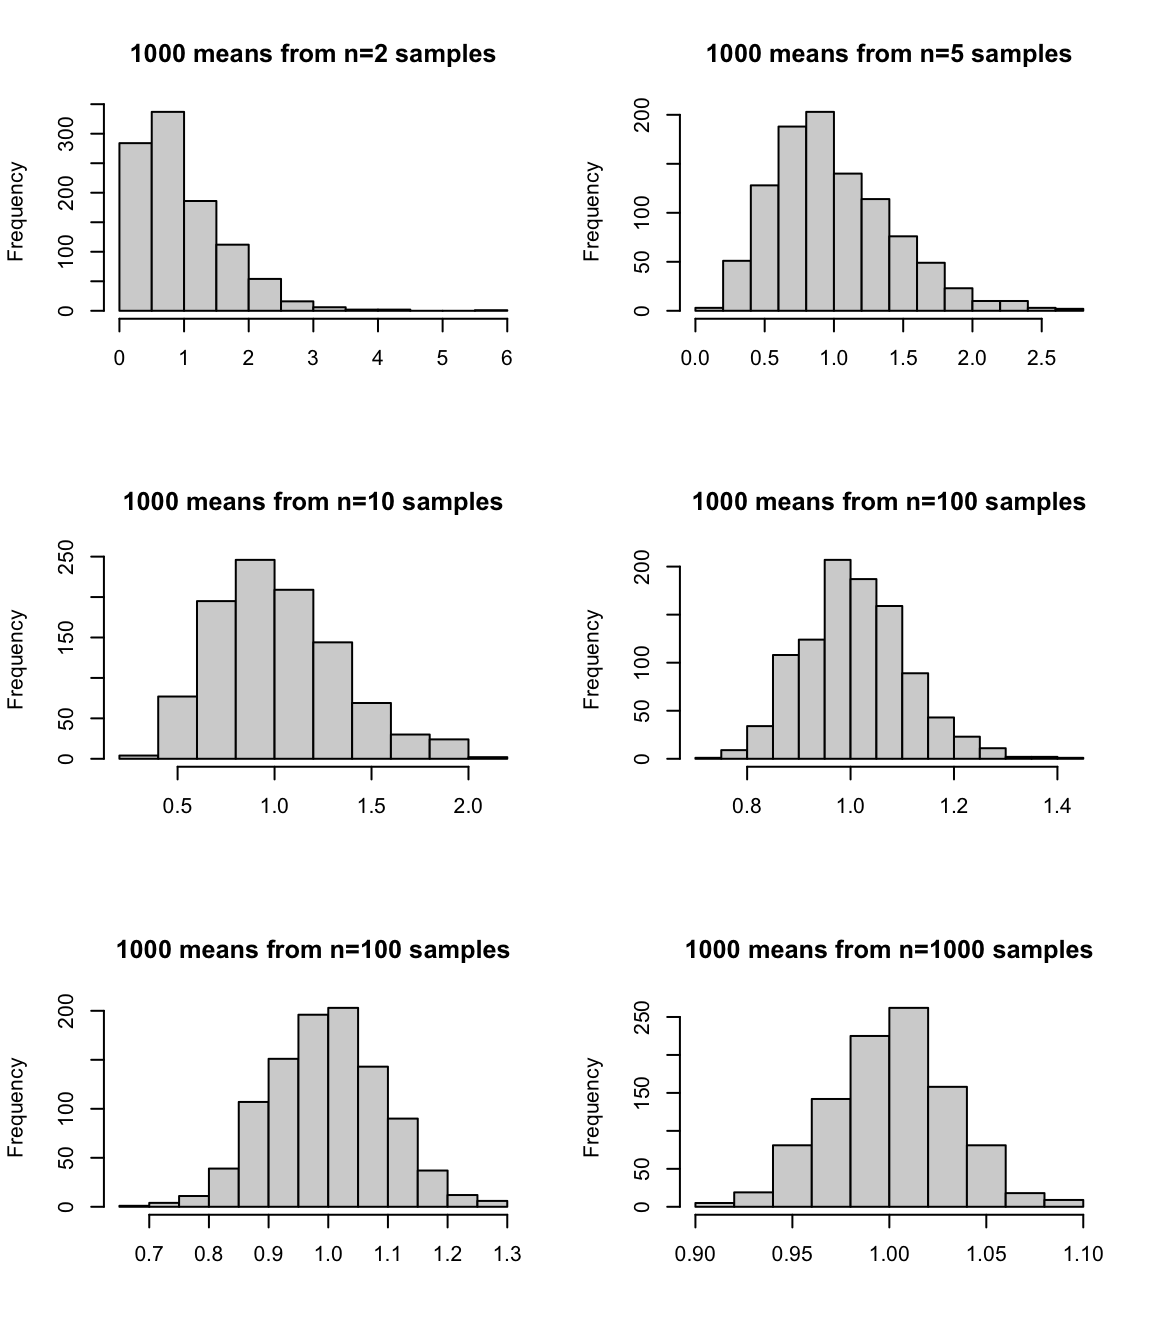 1000 means from n=2 samples
Frequency
0 100 200 300
0 1 2 3 4 5 6
1000 means from n=5 samples
Frequency
0 50 100 200
0.0 0.5 1.0 1.5 2.0 2.5
1000 means from n=10 samples
Frequency
0 50 150 250
0.5 1.0 1.5 2.0
1000 means from n=100 samples
Frequency
0 50 100 200
0.8 1.0 1.2 1.4
1000 means from n=100 samples
Frequency
0 50 100 200
0.7 0.8 0.9 1.0 1.1 1.2 1.3
1000 means from n=1000 samples
Frequency
0 50 150 250
0.90 0.95 1.00 1.05 1.10